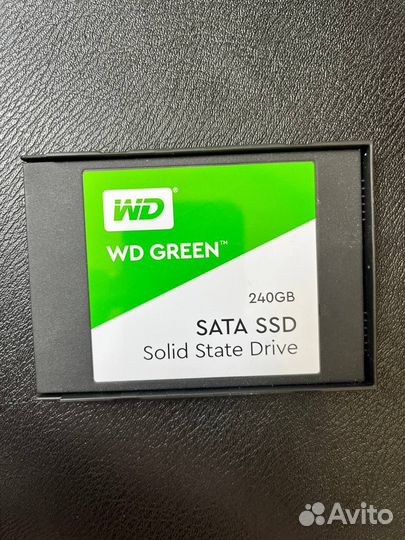 WD®
WD GREEN™
240GB
SATA SSD
Solid State Drive
Avito